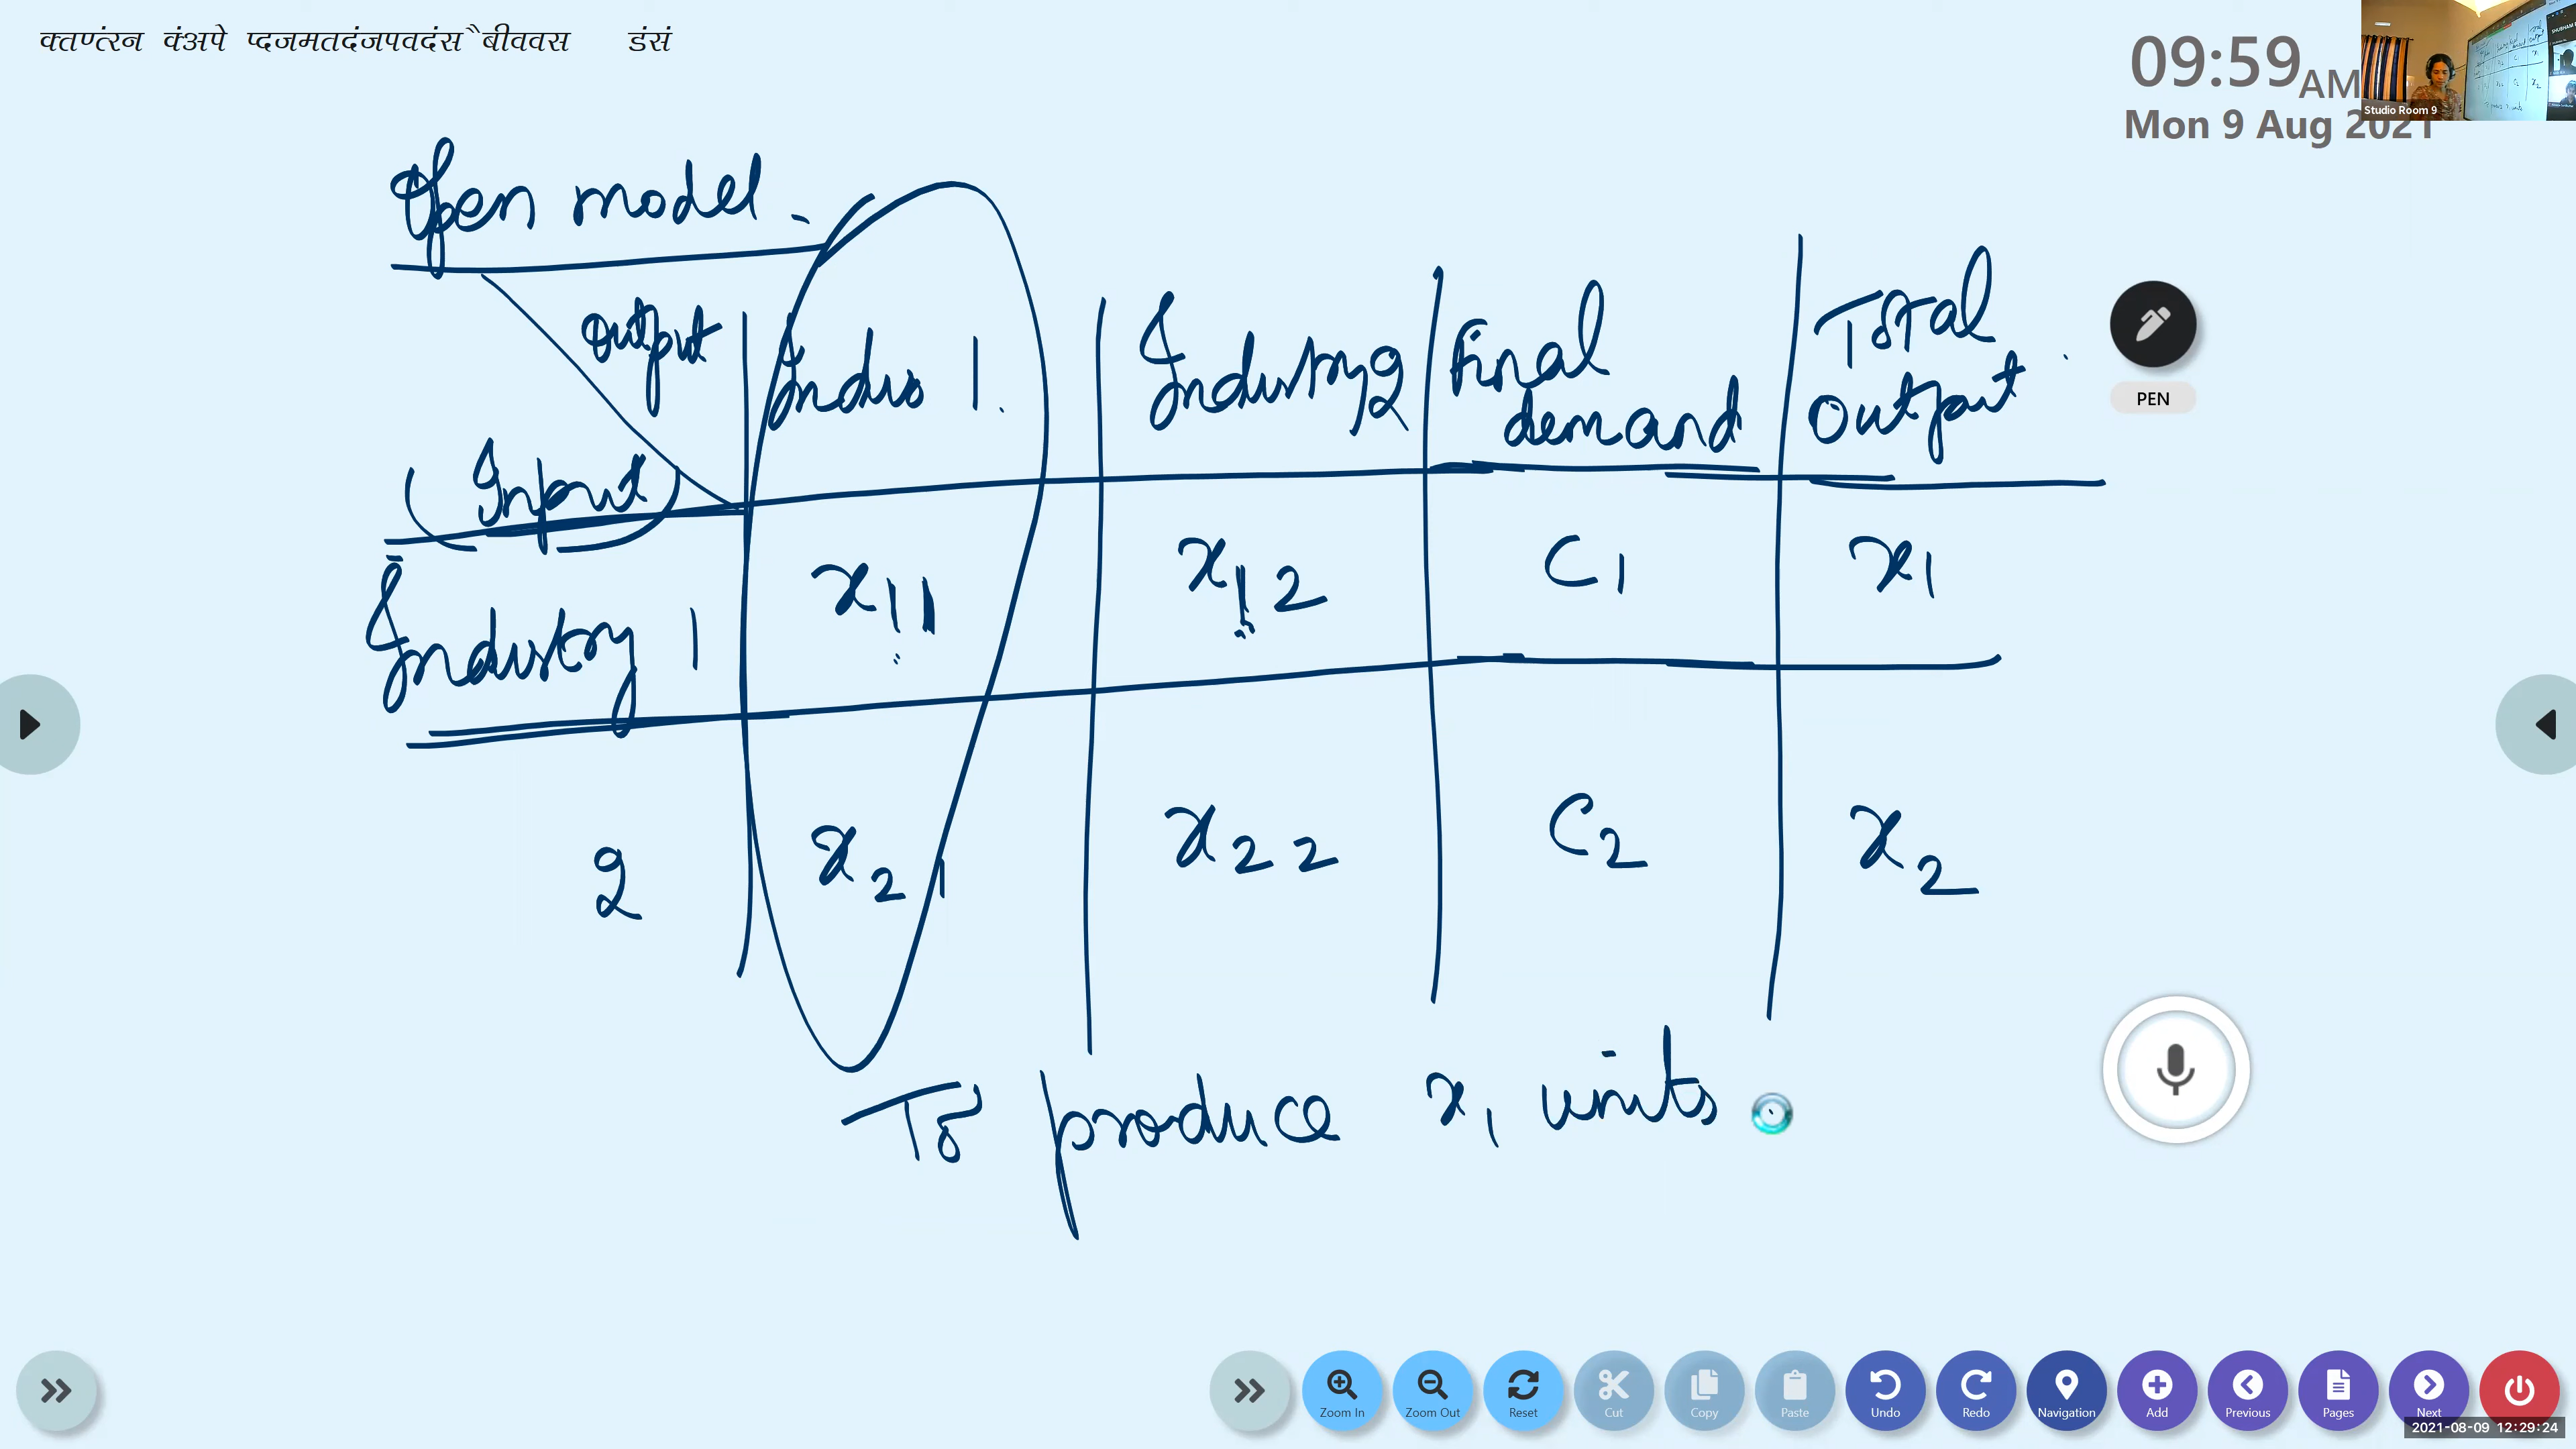 क्तण्तंरन कंअपे प्दजमतदंजपवदंस ैबीववस डंसं
09:59 AM
Mon 9 Aug 2021
Studio Room 9
Open model
output
Indus 1
Industry 2
Final demand
Total output
PEN
(Input)
Industry 1
x11
x12
C1
x1
2
x21
x22
C2
x2
To produce x1 units
Zoom In
Zoom Out
Reset
Cut
Copy
Paste
Undo
Redo
Navigation
Add
Previous
Pages
Next
2021-08-09 12:29:24